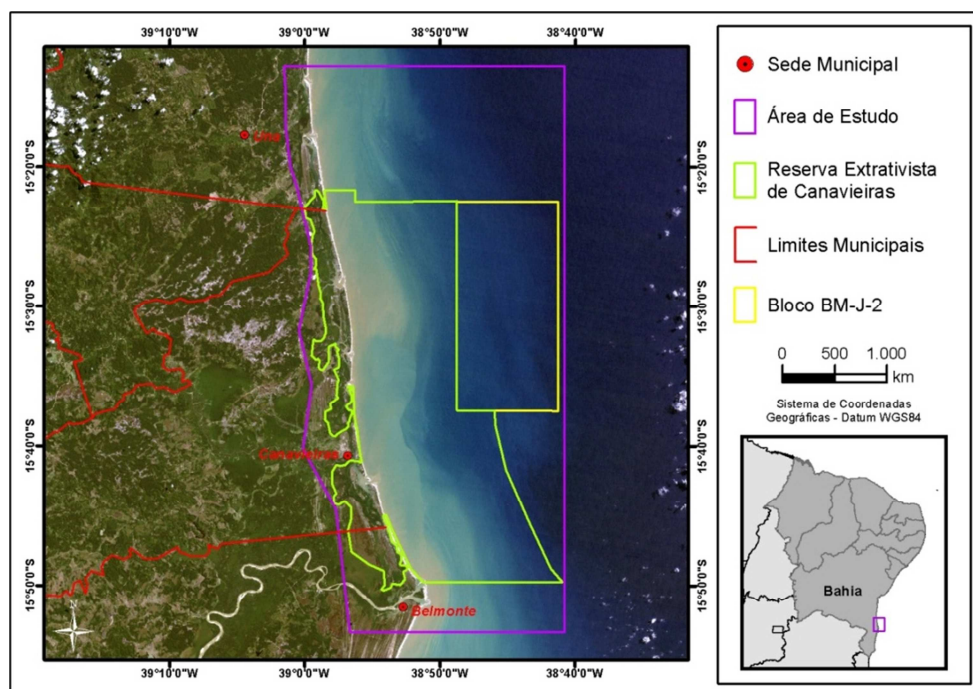 39°10'0"W 39°0'0"W 38°50'0"W 38°40'0"W
15°20'0"S
15°30'0"S
15°40'0"S
15°50'0"S
15°20'0"S
15°30'0"S
15°40'0"S
15°50'0"S
Una
Canavieiras
Belmonte
39°10'0"W 39°0'0"W 38°50'0"W 38°40'0"W
Sede Municipal
Área de Estudo
Reserva Extrativista
de Canavieiras
Limites Municipais
Bloco BM-J-2
0 500 1.000
km
Sistema de Coordenadas
Geográficas - Datum WGS84
Bahia